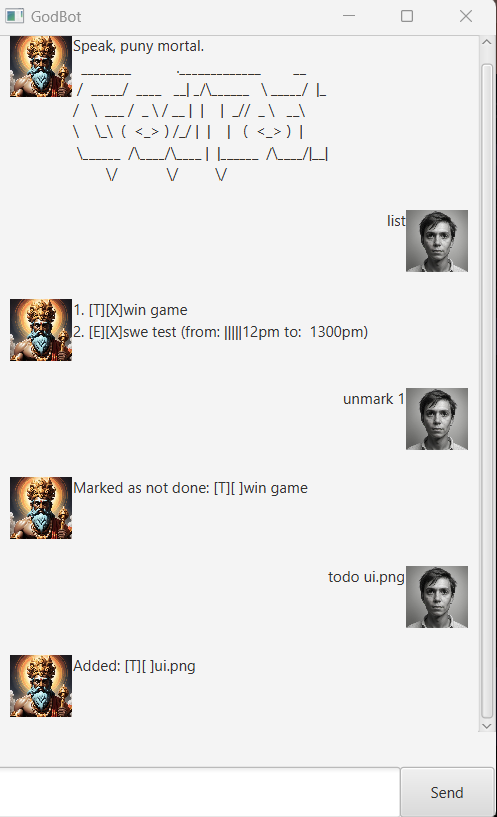 GodBot
Speak, puny mortal.
  ________           ._____________        __
 /  _____/  ____   __| _/\______   \ _____/  |_
/   \  ___ /  _ \ / __ |  |    |  _//  _ \   __\
\    \_\  (  <_> ) /_/ |  |    |   (  <_> )  |
 \______  /\____/\____ |  |______  /\____/|__|
        \/            \/         \/
list
1. [T][X]win game
2. [E][X]swe test (from: |||||12pm to:  1300pm)
unmark 1
Marked as not done: [T][ ]win game
todo ui.png
Added: [T][ ]ui.png
Send